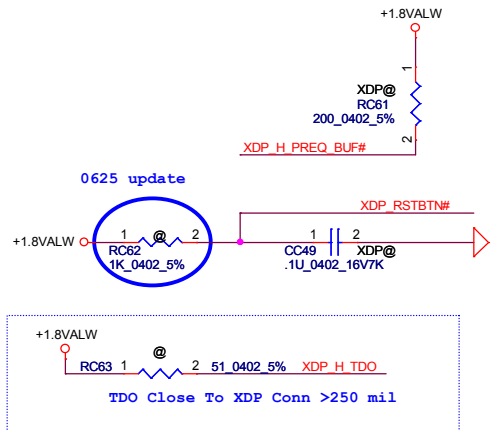 +1.8VALW
1
XDP@
RC61
200_0402_5%
2
XDP_H_PREQ_BUF#
0625 update
XDP_RSTBTN#
+1.8VALW 1 @ 2 1 2
RC62 CC49 XDP@
1K_0402_5% .1U_0402_16V7K
+1.8VALW
@
RC63 1 2 51_0402_5% XDP_H_TDO
TDO Close To XDP Conn >250 mil